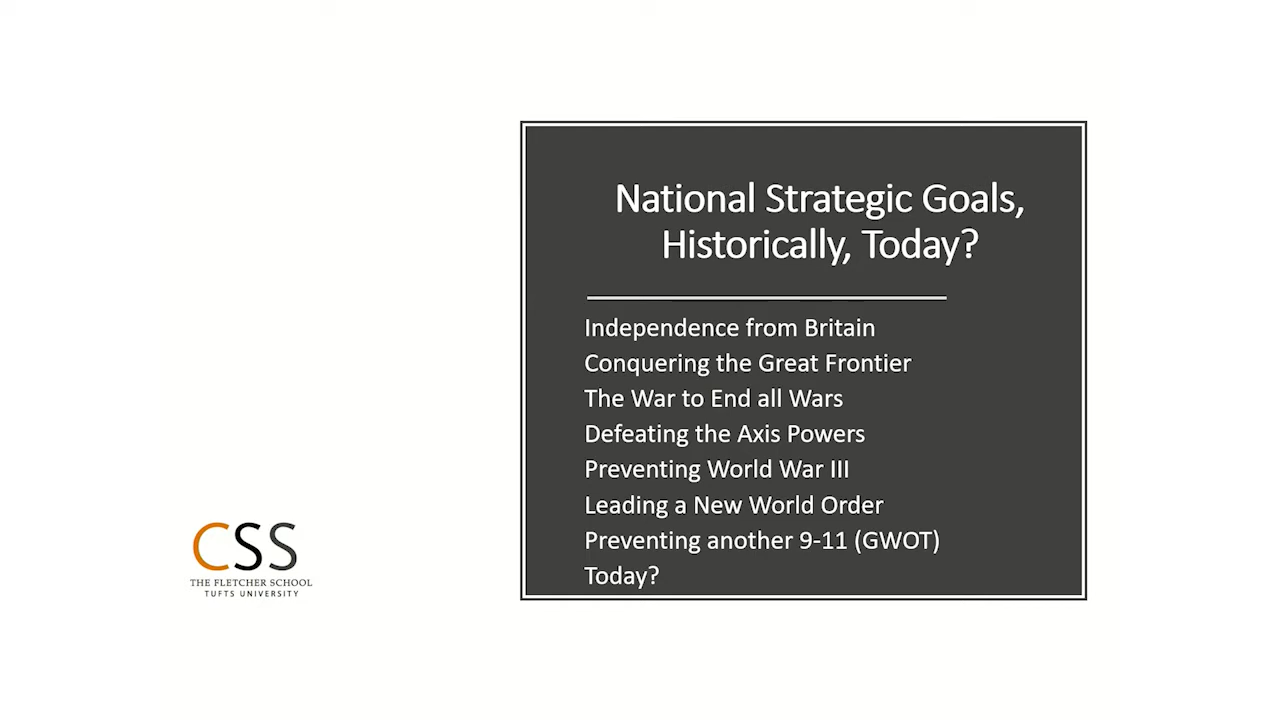 National Strategic Goals,
Historically, Today?
Independence from Britain
Conquering the Great Frontier
The War to End all Wars
Defeating the Axis Powers
Preventing World War III
Leading a New World Order
Preventing another 9-11 (GWOT)
Today?
CSS
THE FLETCHER SCHOOL
TUFTS UNIVERSITY